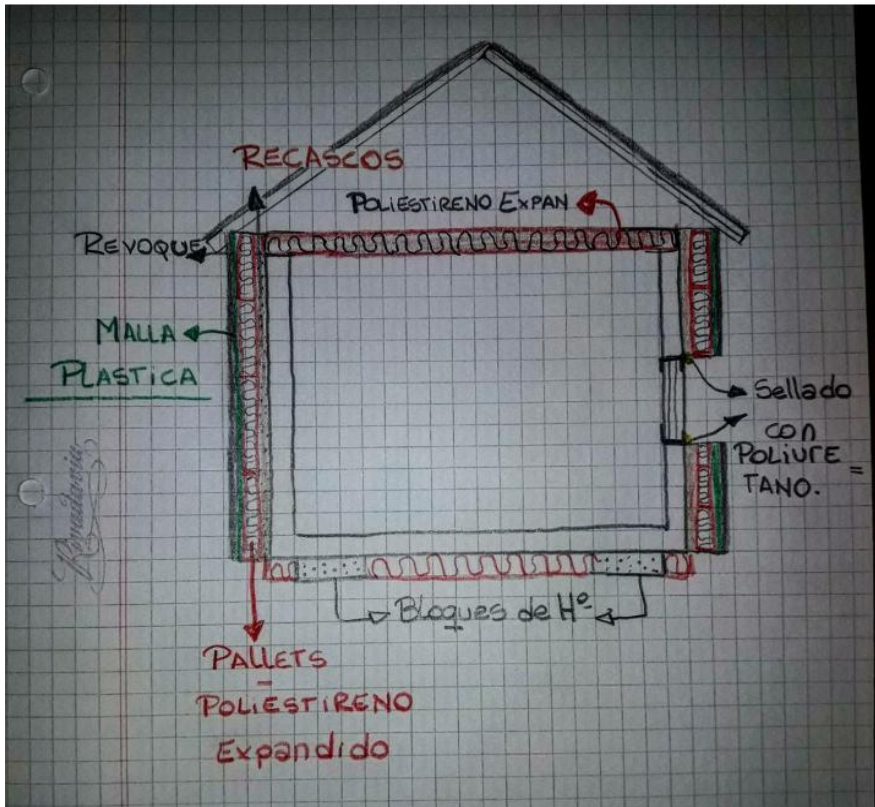 RECASCOS
POLIESTIRENO EXPAN
REVOQUE
MALLA
PLASTICA
Sellado
con
POLIURE=
TANO.
Bloques de Hº
PALLETS
POLIESTIRENO
Expandido